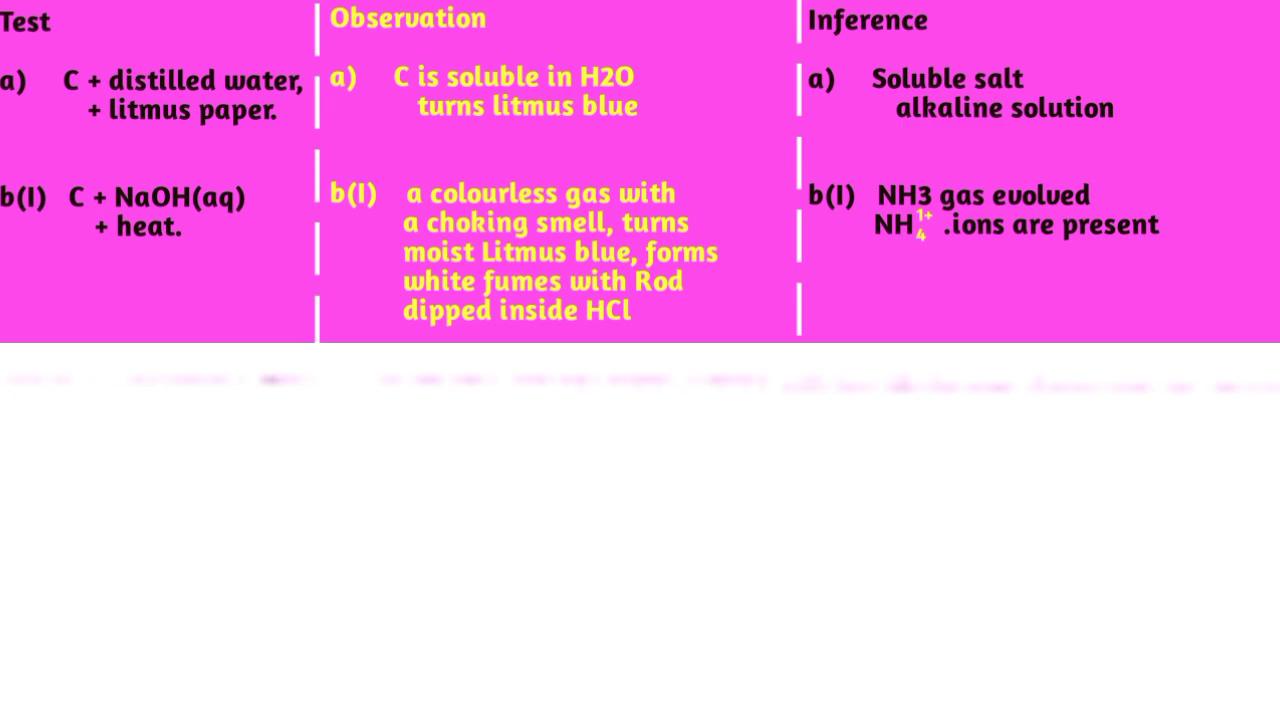 Test
a) C + distilled water,
+ litmus paper.
b(I) C + NaOH(aq)
+ heat.
Observation
a) C is soluble in H2O
turns litmus blue
b(I) a colourless gas with
a choking smell, turns
moist Litmus blue, forms
white fumes with Rod
dipped inside HCl
Inference
a) Soluble salt
alkaline solution
b(I) NH3 gas evolved
NH₄¹⁺ .ions are present